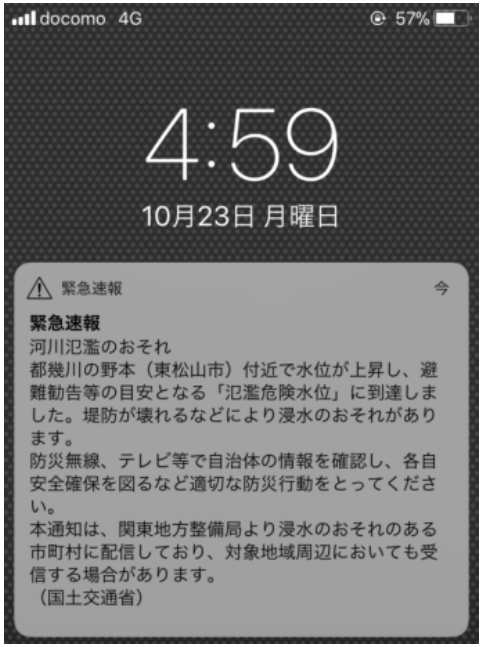 docomo 4G 57%
4:59
10月23日 月曜日
緊急速報 今
緊急速報
河川氾濫のおそれ
都幾川の野本（東松山市）付近で水位が上昇し、避
難勧告等の目安となる「氾濫危険水位」に到達しま
した。堤防が壊れるなどにより浸水のおそれがあり
ます。
防災無線、テレビ等で自治体の情報を確認し、各自
安全確保を図るなど適切な防災行動をとってくださ
い。
本通知は、関東地方整備局より浸水のおそれのある
市町村に配信しており、対象地域周辺においても受
信する場合があります。
（国土交通省）